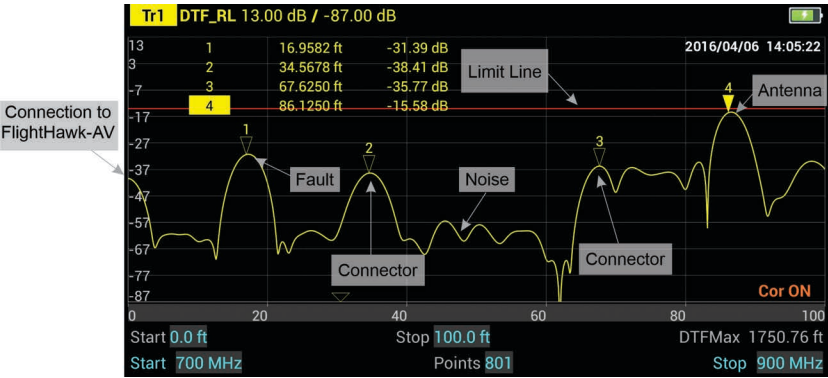 Tr1 DTF_RL 13.00 dB / -87.00 dB
13
1 16.9582 ft -31.39 dB
2016/04/06 14:05:22
3
2 34.5678 ft -38.41 dB
Limit Line
-7
3 67.6250 ft -35.77 dB
4
Antenna
4 86.1250 ft -15.58 dB
Connection to
FlightHawk-AV
-17
1
-27
2
3
-37
Fault
Noise
-47
-57
Connector
Connector
-67
-77
-87
Cor ON
0 20 40 60 80 100
Start 0.0 ft Stop 100.0 ft DTFMax 1750.76 ft
Start 700 MHz Points 801 Stop 900 MHz